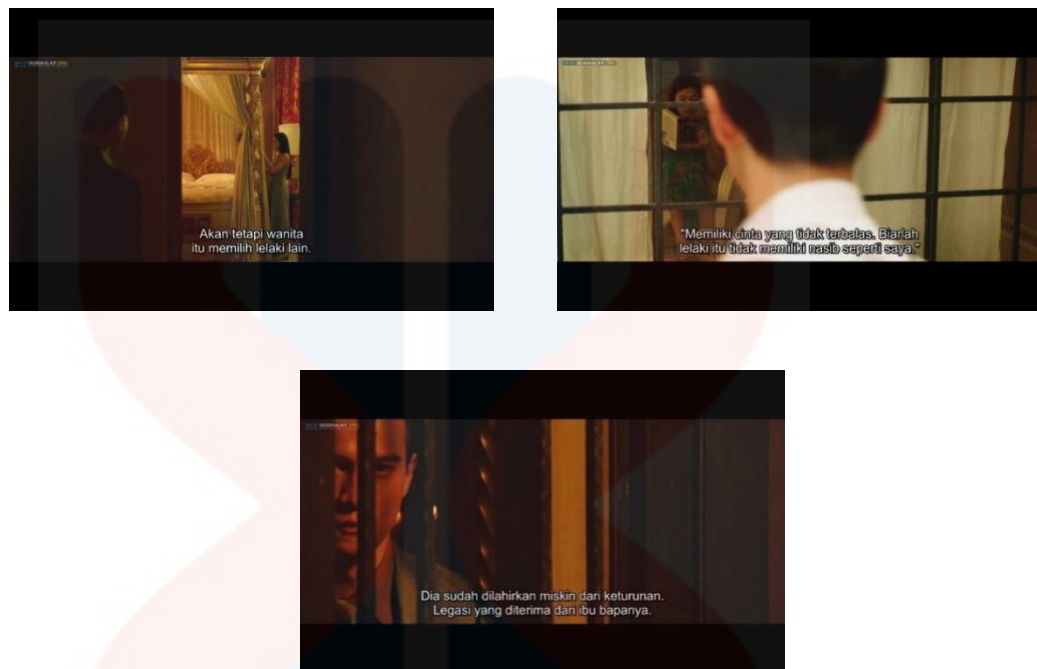 Akan tetapi wanita
itu memilih lelaki lain.
"Memiliki cinta yang tidak terbalas. Biarlah
lelaki itu tidak memiliki nasib seperti saya."
Dia sudah dilahirkan miskin dari keturunan.
Legasi yang diterima dari ibu bapanya.